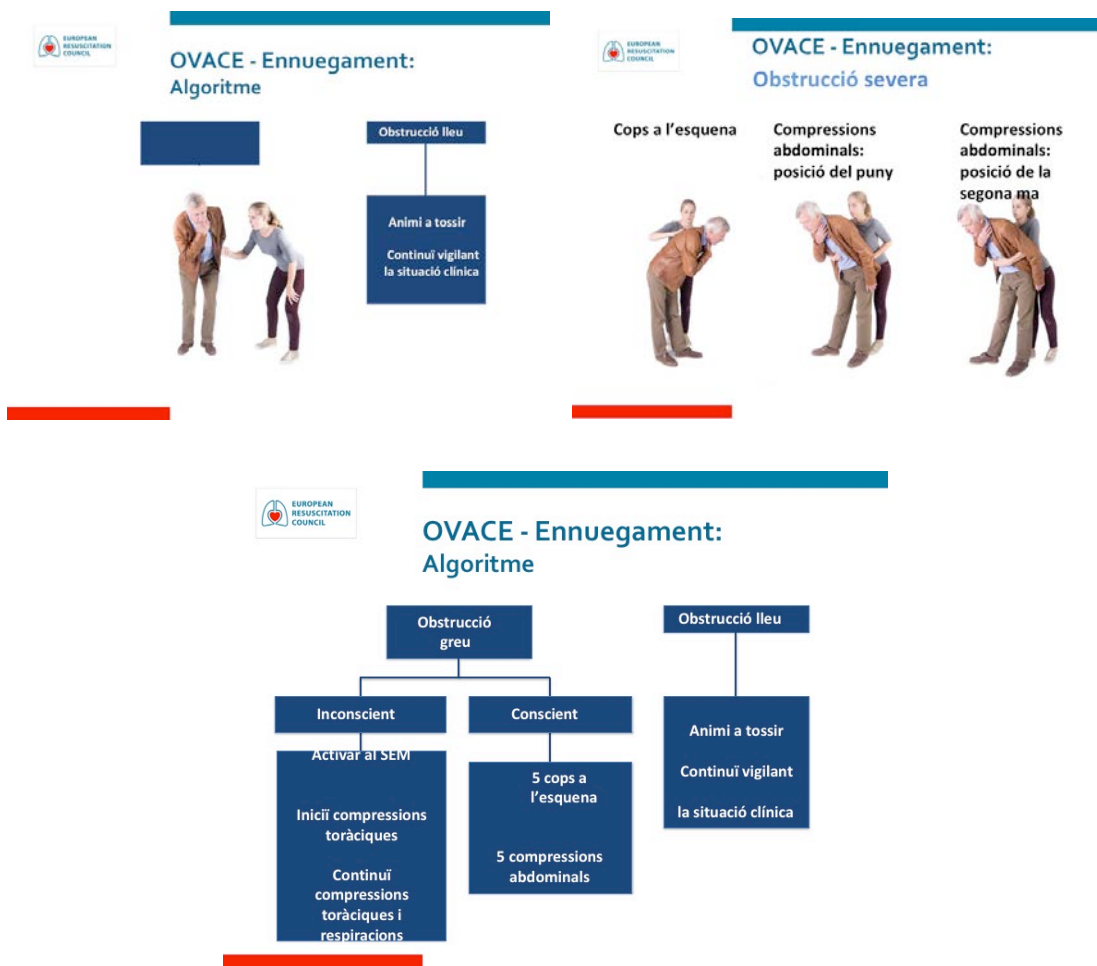 EUROPEAN
RESUSCITATION
COUNCIL
OVACE - Ennuegament:
Algoritme
Obstrucció lleu
Animi a tossir
Continuï vigilant
la situació clínica
EUROPEAN
RESUSCITATION
COUNCIL
OVACE - Ennuegament:
Obstrucció severa
Cops a l'esquena
Compressions
abdominals:
posició del puny
Compressions
abdominals:
posició de la
segona ma
EUROPEAN
RESUSCITATION
COUNCIL
OVACE - Ennuegament:
Algoritme
Obstrucció
greu
Inconscient
Activar al SEM
Iniciï compressions
toràciques
Continuï
compressions
toràciques i
respiracions
Conscient
5 cops a
l'esquena
5 compressions
abdominals
Obstrucció lleu
Animi a tossir
Continuï vigilant
la situació clínica